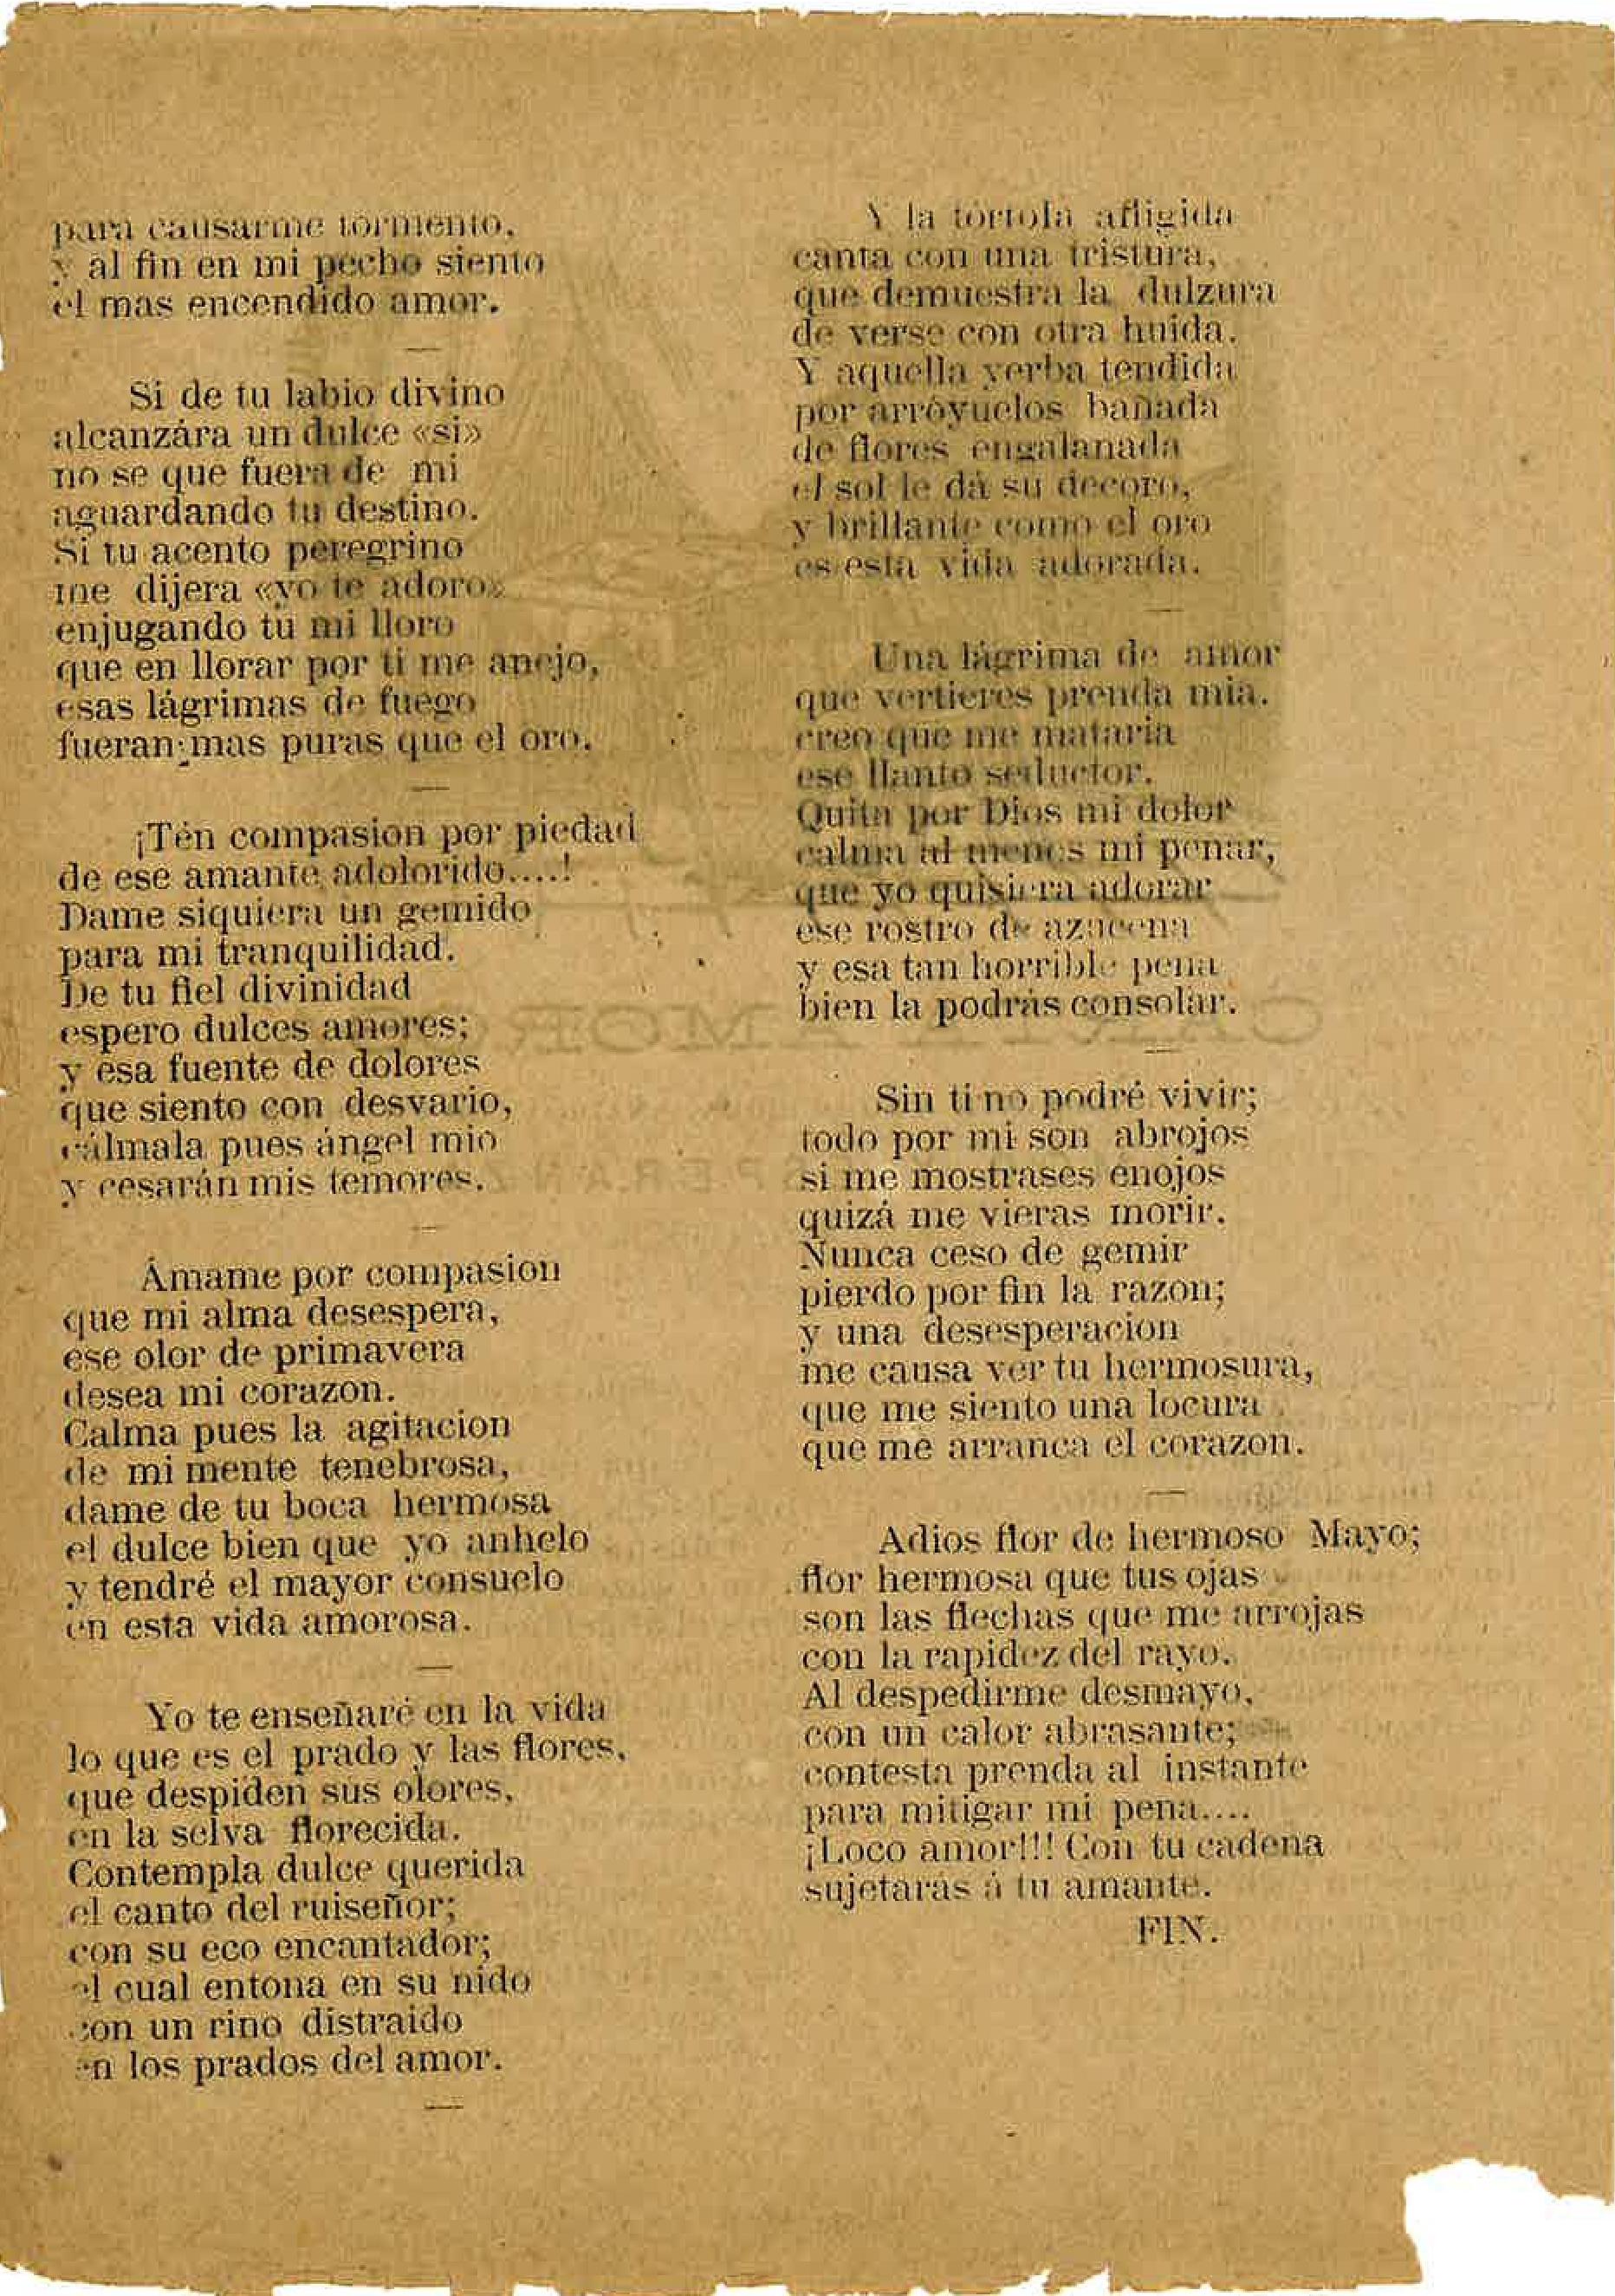 para causarme tormento,
y al fin en mi pecho siento
el mas encendido amor.
Si de tu labio divino
alcanzára un dulce «si»
no se que fuera de mi
aguardando tu destino.
Si tu acento peregrino
me dijera «yo te adoro»
enjugando tu mi lloro
que en llorar por ti me anejo,
esas lágrimas de fuego
fueran mas puras que el oro.
¡Tén compasion por piedad
de ese amante adolorido....!
Dame siquiera un gemido
para mi tranquilidad.
De tu fiel divinidad
espero dulces amores;
y esa fuente de dolores
que siento con desvario,
cálmala pues ángel mio
y cesarán mis temores.
Ámame por compasion
que mi alma desespera,
ese olor de primavera
desea mi corazon.
Calma pues la agitacion
de mi mente tenebrosa,
dame de tu boca hermosa
el dulce bien que yo anhelo
y tendré el mayor consuelo
en esta vida amorosa.
Yo te enseñaré en la vida
lo que es el prado y las flores,
que despiden sus olores,
en la selva florecida.
Contempla dulce querida
el canto del ruiseñor;
con su eco encantador;
el cual entona en su nido
con un rino distraido
en los prados del amor.
Y la tórtola afligida
canta con una tristura,
que demuestra la dulzura
de verse con otra huida.
Y aquella yerba tendida
por arroyuelos bañada
de flores engalanada
el sol le dá su decoro,
y brillante como el oro
es esta vida adorada.
Una lágrima de amor
que vertieres prenda mia.
creo que me mataria
ese llanto seductor.
Quita por Dios mi dolor
calma al menos mi penar,
que yo quisiera adorar
ese rostro de azucena
y esa tan horrible pena
bien la podrás consolar.
Sin ti no podré vivir;
todo por mi son abrojos
si me mostrases enojos
quizá me vieras morir.
Nunca ceso de gemir
pierdo por fin la razon;
y una desesperacion
me causa ver tu hermosura,
que me siento una locura
que me arranca el corazon.
Adios flor de hermoso Mayo;
flor hermosa que tus ojas
son las flechas que me arrojas
con la rapidez del rayo.
Al despedirme desmayo,
con un calor abrasante;
contesta prenda al instante
para mitigar mi pena....
¡Loco amor!!! Con tu cadena
sujetarás á tu amante.
FIN.